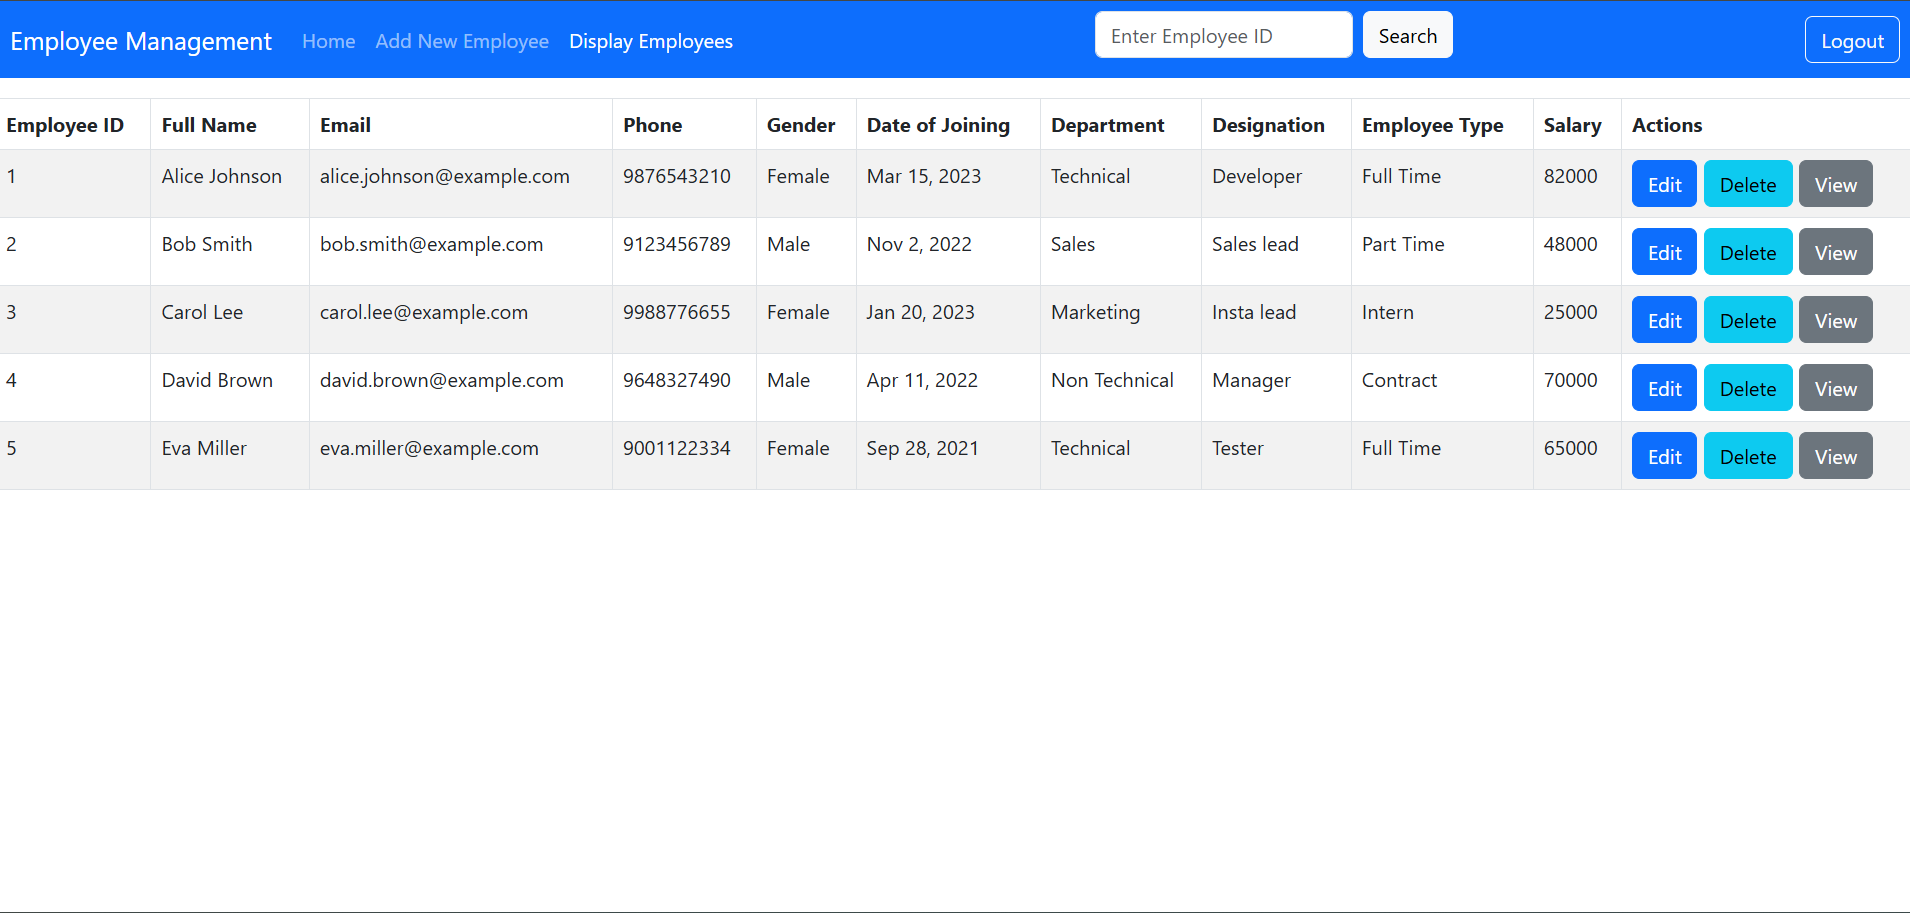 Employee Management Home Add New Employee Display Employees Enter Employee ID Search Logout
Employee ID Full Name Email Phone Gender Date of Joining Department Designation Employee Type Salary Actions
1 Alice Johnson alice.johnson@example.com 9876543210 Female Mar 15, 2023 Technical Developer Full Time 82000 Edit Delete View
2 Bob Smith bob.smith@example.com 9123456789 Male Nov 2, 2022 Sales Sales lead Part Time 48000 Edit Delete View
3 Carol Lee carol.lee@example.com 9988776655 Female Jan 20, 2023 Marketing Insta lead Intern 25000 Edit Delete View
4 David Brown david.brown@example.com 9648327490 Male Apr 11, 2022 Non Technical Manager Contract 70000 Edit Delete View
5 Eva Miller eva.miller@example.com 9001122334 Female Sep 28, 2021 Technical Tester Full Time 65000 Edit Delete View